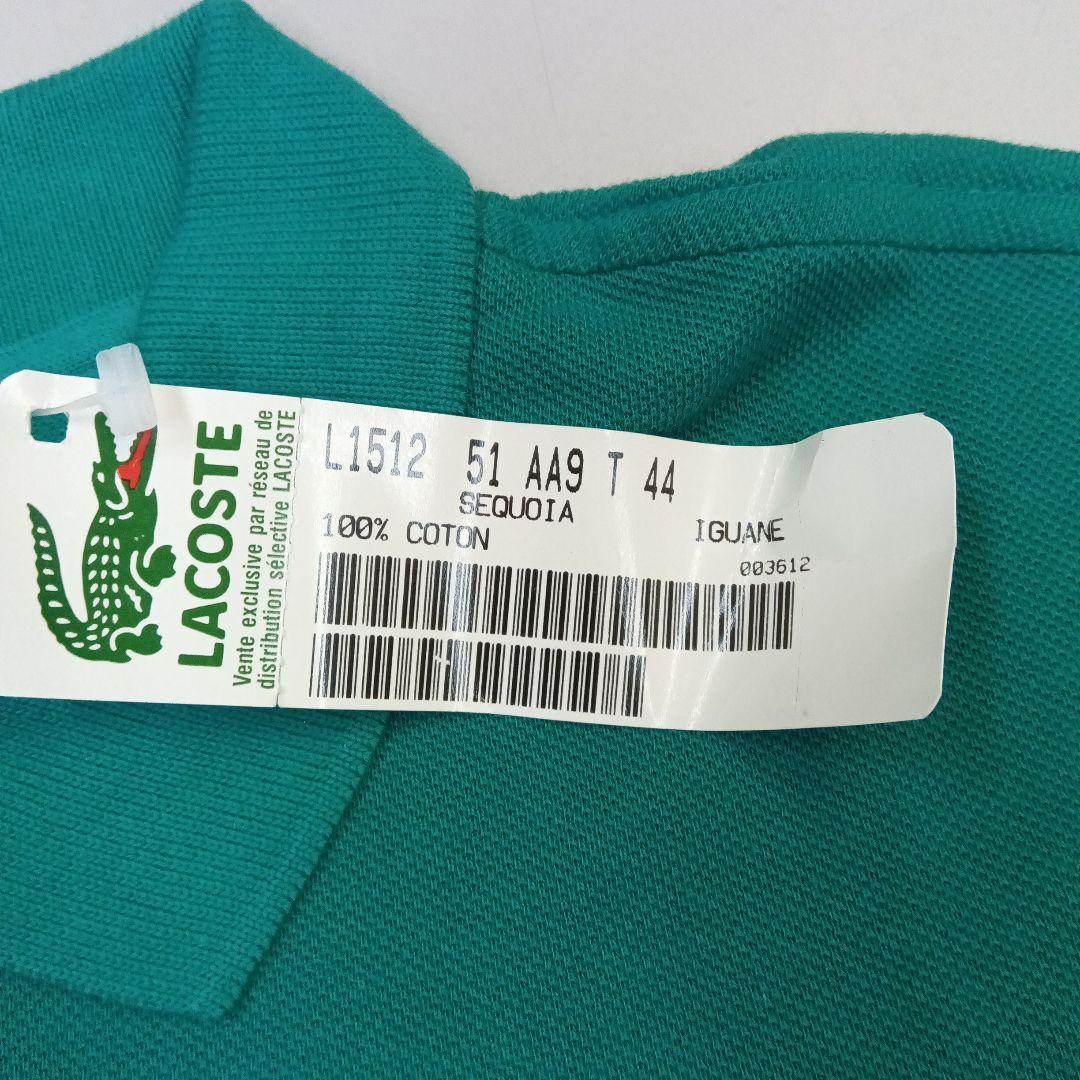 LACOSTE
Vente exclusive par réseau de
distribution sélective LACOSTE
L1512 51 AA9 T 44
SEQUOIA
100% COTON IGUANE
003612